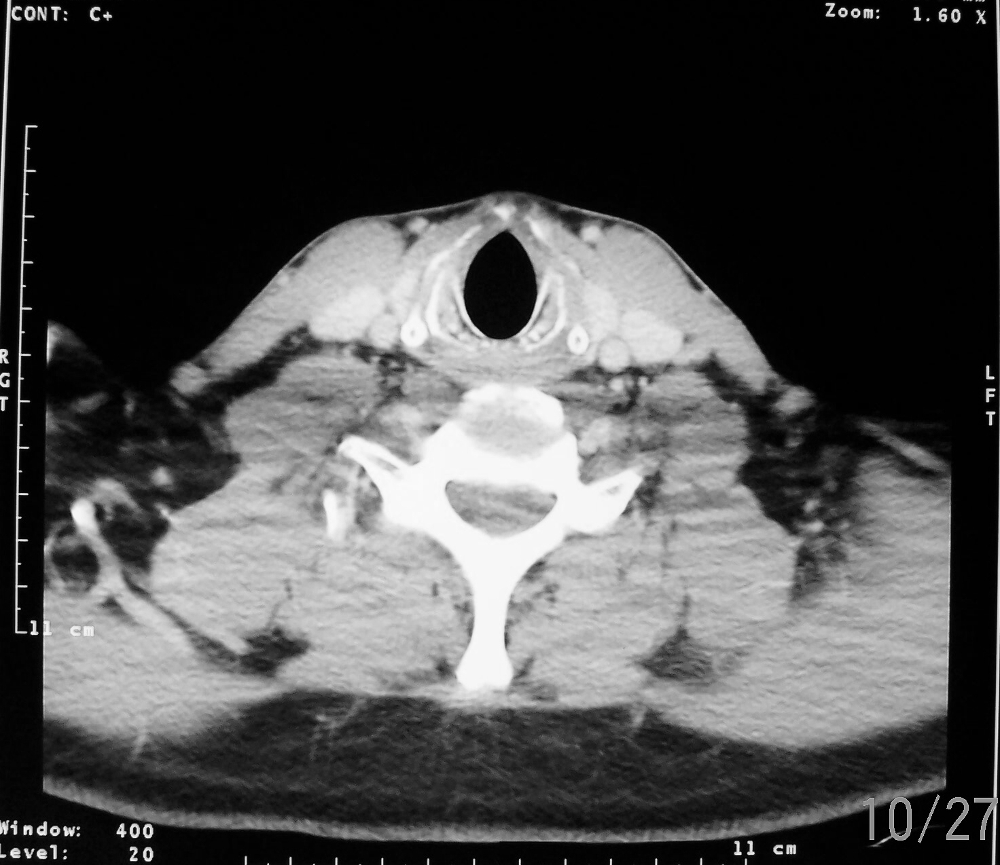 CONT: C+
Zoom: 1.60 X
R
G
T
L
F
T
11 cm
10/27
Window: 400
Level: 20
11 cm